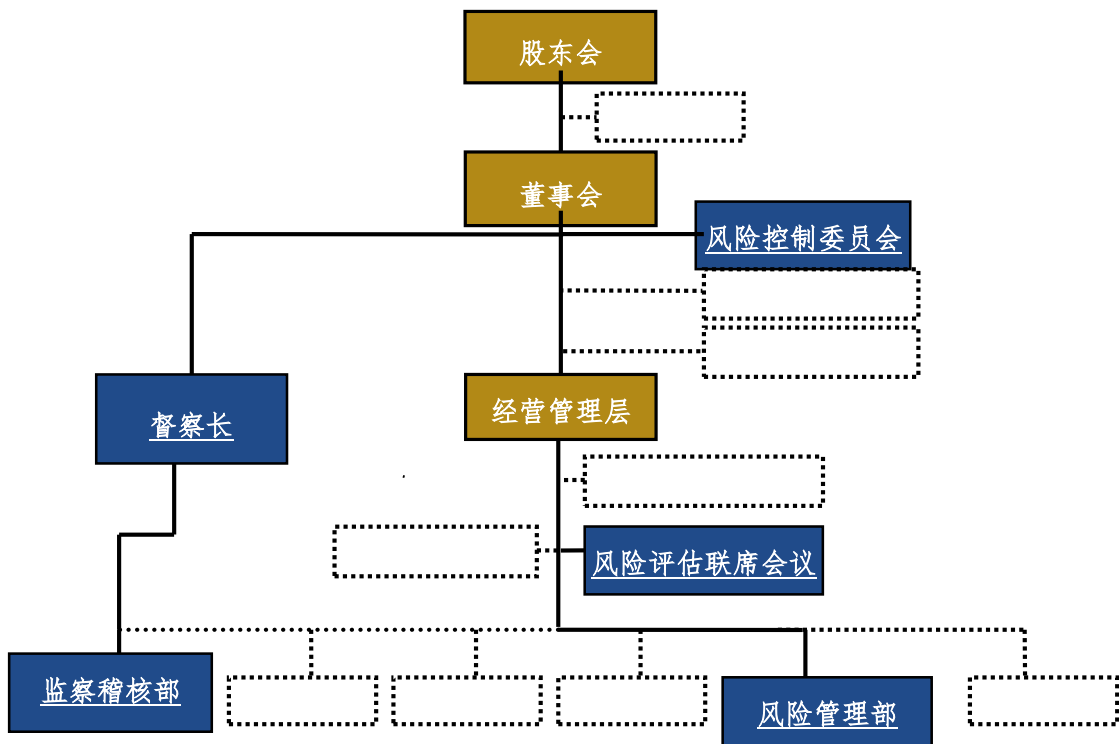 股东会
董事会
风险控制委员会
督察长
经营管理层
风险评估联席会议
监察稽核部
风险管理部